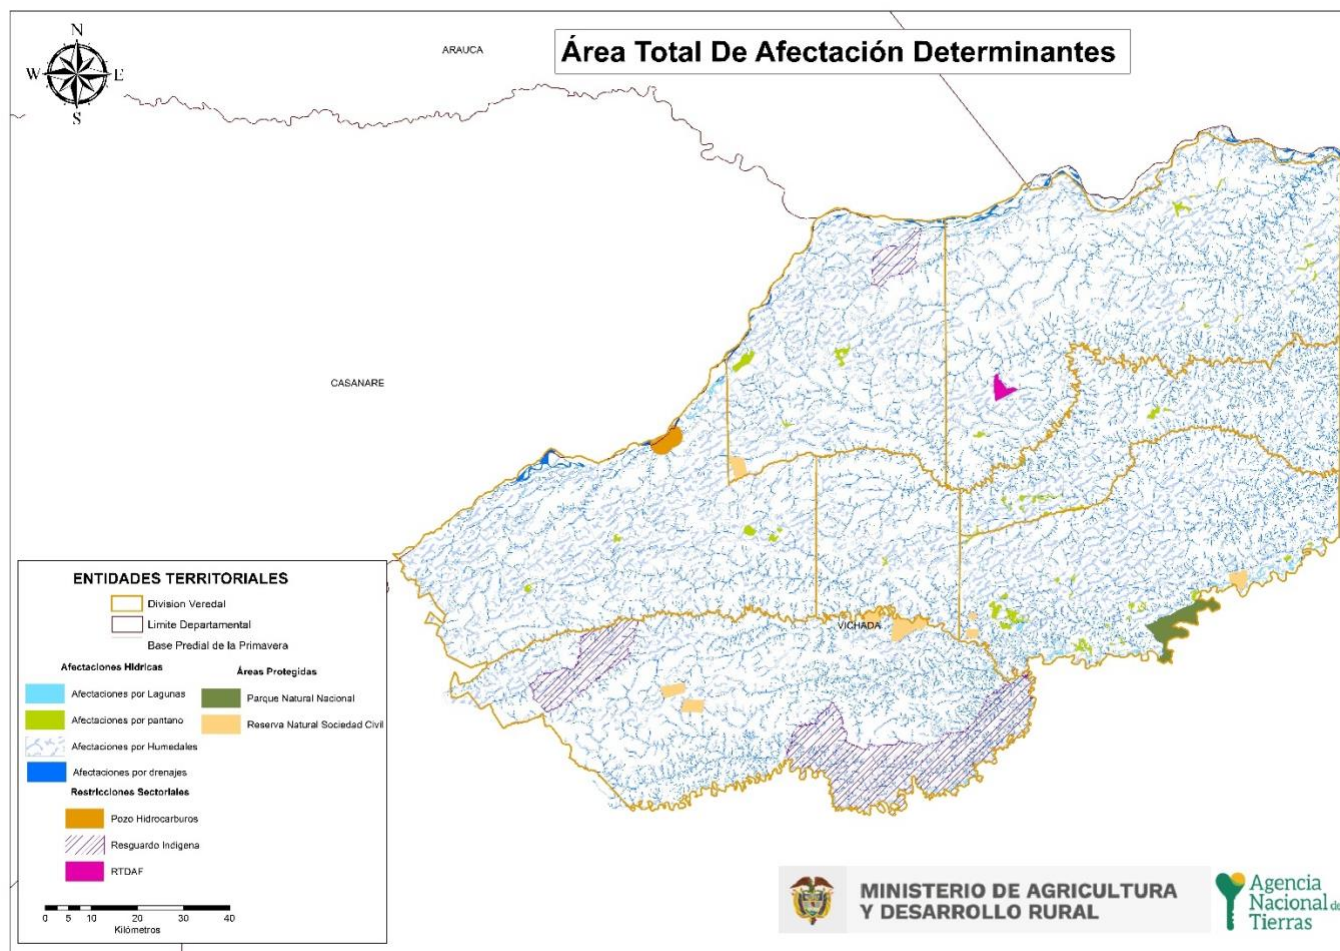 Área Total De Afectación Determinantes
ARAUCA
N
W E
S
CASANARE
VICHADA
ENTIDADES TERRITORIALES
Division Veredal
Limite Departamental
Base Predial de la Primavera
Afectaciones Hidricas
Afectaciones por Lagunas
Afectaciones por pantano
Afectaciones por Humedales
Afectaciones por drenajes
Áreas Protegidas
Parque Natural Nacional
Reserva Natural Sociedad Civil
Restricciones Sectoriales
Pozo Hidrocarburos
Resguardo Indigena
RTDAF
0 5 10 20 30 40
Kilómetros
MINISTERIO DE AGRICULTURA
Y DESARROLLO RURAL
Agencia
Nacional de
Tierras